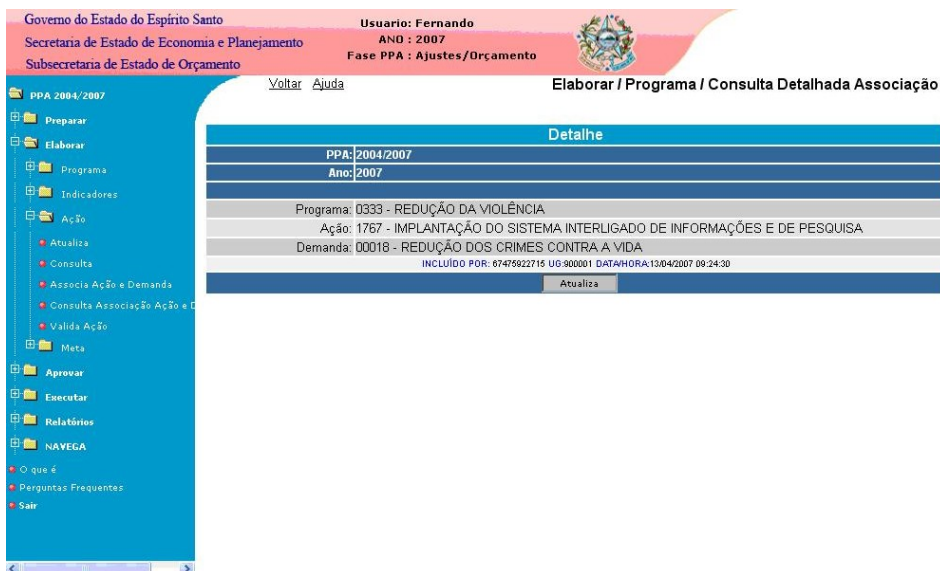 Governo do Estado do Espírito Santo
Secretaria de Estado de Economia e Planejamento
Subsecretaria de Estado de Orçamento
Usuario: Fernando
ANO : 2007
Fase PPA : Ajustes/Orçamento
Voltar Ajuda
Elaborar / Programa / Consulta Detalhada Associação
PPA 2004/2007
Preparar
Elaborar
Programa
Indicadores
Ação
Atualiza
Consulta
Associa Ação e Demanda
Consulta Associação Ação e D
Valida Ação
Meta
Aprovar
Executar
Relatórios
NAVEGA
O que é
Perguntas Frequentes
Sair
Detalhe
PPA: 2004/2007
Ano: 2007
Programa: 0333 - REDUÇÃO DA VIOLÊNCIA
Ação: 1767 - IMPLANTAÇÃO DO SISTEMA INTERLIGADO DE INFORMAÇÕES E DE PESQUISA
Demanda: 00018 - REDUÇÃO DOS CRIMES CONTRA A VIDA
INCLUÍDO POR: 67475922715 UG:900001 DATA/HORA:13/04/2007 09:24:30
Atualiza